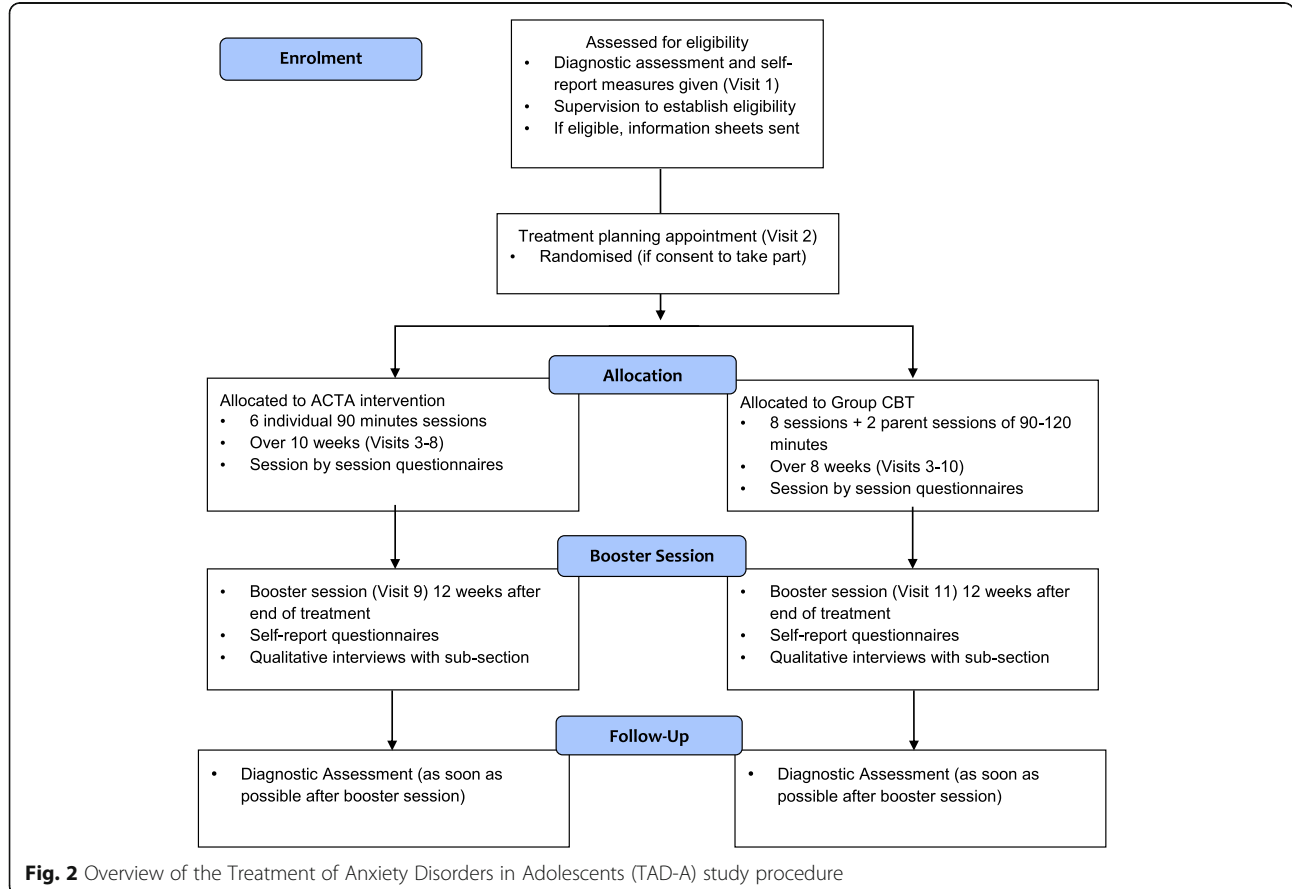 Enrolment
Assessed for eligibility
• Diagnostic assessment and self-
report measures given (Visit 1)
• Supervision to establish eligibility
• If eligible, information sheets sent
Treatment planning appointment (Visit 2)
• Randomised (if consent to take part)
Allocation
Allocated to ACTA intervention
• 6 individual 90 minutes sessions
• Over 10 weeks (Visits 3-8)
• Session by session questionnaires
Allocated to Group CBT
• 8 sessions + 2 parent sessions of 90-120
minutes
• Over 8 weeks (Visits 3-10)
• Session by session questionnaires
Booster Session
• Booster session (Visit 9) 12 weeks after
end of treatment
• Self-report questionnaires
• Qualitative interviews with sub-section
• Booster session (Visit 11) 12 weeks after
end of treatment
• Self-report questionnaires
• Qualitative interviews with sub-section
Follow-Up
• Diagnostic Assessment (as soon as
possible after booster session)
• Diagnostic Assessment (as soon as
possible after booster session)
Fig. 2 Overview of the Treatment of Anxiety Disorders in Adolescents (TAD-A) study procedure